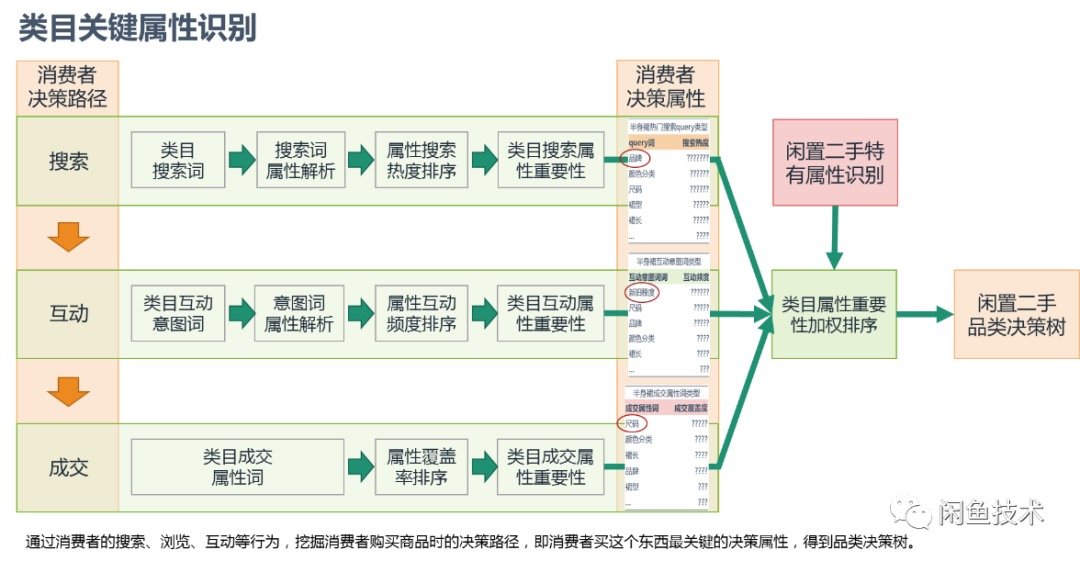 类目关键属性识别
消费者
决策路径
消费者
决策属性
搜索
类目
搜索词
搜索词
属性解析
属性搜索
热度排序
类目搜索属
性重要性
半身裙热门搜索query类型
query词 搜索热度
品牌 ???????
颜色分类 ??????
尺码 ??????
裙型 ?????
裙长 ?????
... ????
闲置二手特
有属性识别
互动
类目互动
意图词
意图词
属性解析
属性互动
频度排序
类目互动属
性重要性
半身裙互动意图词类型
互动意图词词 互动频度
新旧程度 ??????
尺码 ?????
品牌 ?????
颜色分类 ????
裙长 ????
... ???
类目属性重要
性加权排序
闲置二手
品类决策树
成交
类目成交
属性词
属性覆盖
率排序
类目成交属
性重要性
半身裙成交属性词类型
成交属性词 成交覆盖度
尺码 ?????
颜色分类 ????
裙长 ????
品牌 ????
裙型 ???
... ???
闲鱼技术
通过消费者的搜索、浏览、互动等行为，挖掘消费者购买商品时的决策路径，即消费者买这个东西最关键的决策属性，得到品类决策树。